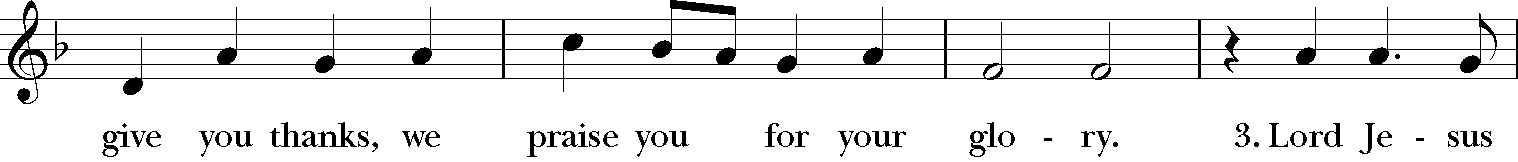 give you thanks, we praise you for your glo - ry. 3. Lord Je - sus